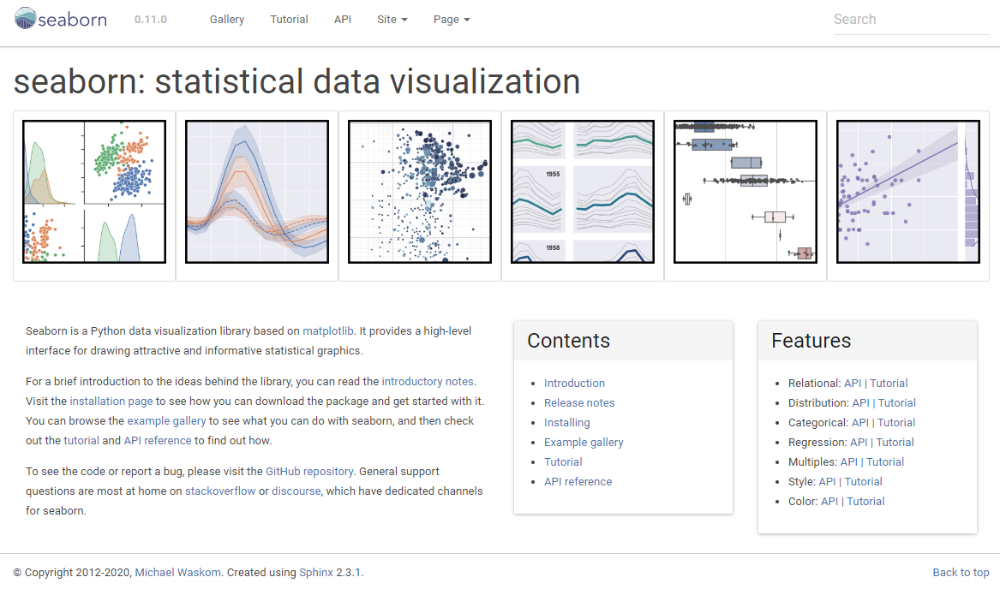 seaborn 0.11.0 Gallery Tutorial API Site Page Search
seaborn: statistical data visualization
1955
1958
Seaborn is a Python data visualization library based on matplotlib. It provides a high-level
interface for drawing attractive and informative statistical graphics.
For a brief introduction to the ideas behind the library, you can read the introductory notes.
Visit the installation page to see how you can download the package and get started with it.
You can browse the example gallery to see what you can do with seaborn, and then check
out the tutorial and API reference to find out how.
To see the code or report a bug, please visit the GitHub repository. General support
questions are most at home on stackoverflow or discourse, which have dedicated channels
for seaborn.
Contents
• Introduction
• Release notes
• Installing
• Example gallery
• Tutorial
• API reference
Features
• Relational: API | Tutorial
• Distribution: API | Tutorial
• Categorical: API | Tutorial
• Regression: API | Tutorial
• Multiples: API | Tutorial
• Style: API | Tutorial
• Color: API | Tutorial
© Copyright 2012-2020, Michael Waskom. Created using Sphinx 2.3.1. Back to top